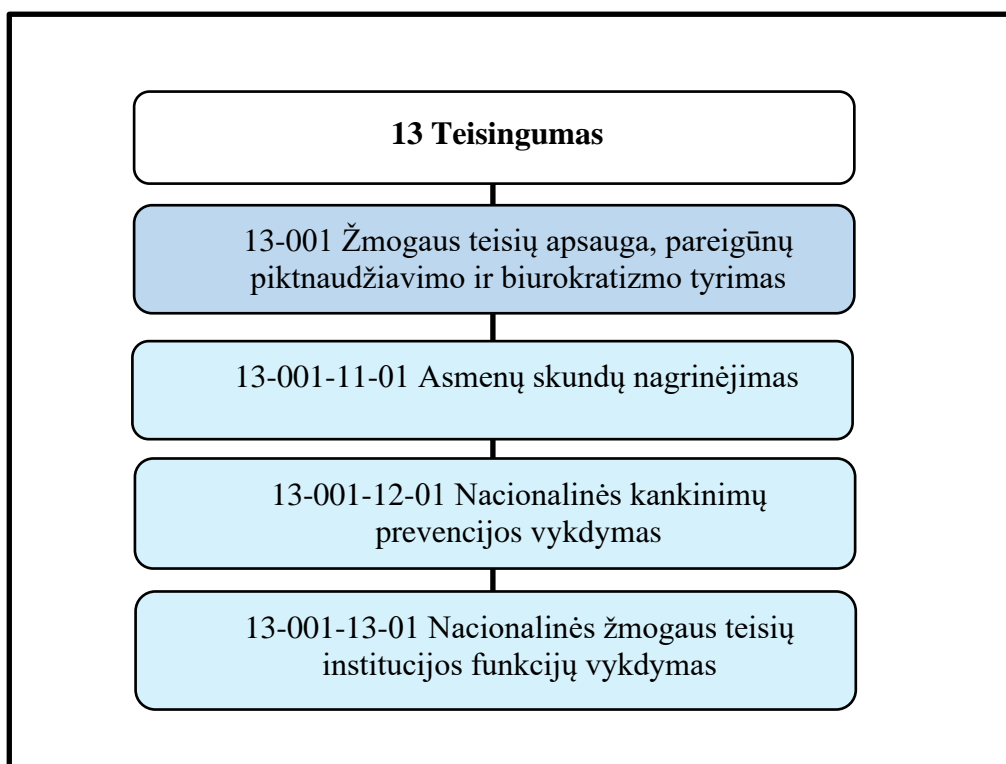 13 Teisingumas
13-001 Žmogaus teisių apsauga, pareigūnų
piktnaudžiavimo ir biurokratizmo tyrimas
13-001-11-01 Asmenų skundų nagrinėjimas
13-001-12-01 Nacionalinės kankinimų
prevencijos vykdymas
13-001-13-01 Nacionalinės žmogaus teisių
institucijos funkcijų vykdymas